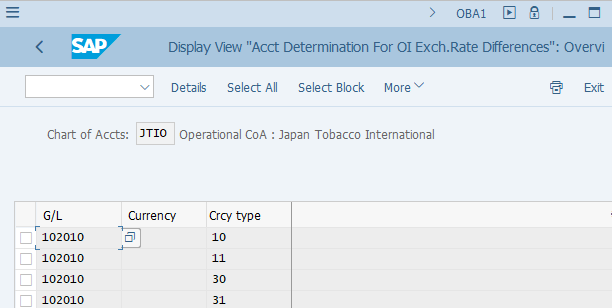 OBA1
SAP Display View "Acct Determination For OI Exch.Rate Differences": Overvi
Details Select All Select Block More Exit
Chart of Accts: JTIO Operational CoA : Japan Tobacco International
G/L Currency Crcy type
102010 10
102010 11
102010 30
102010 31